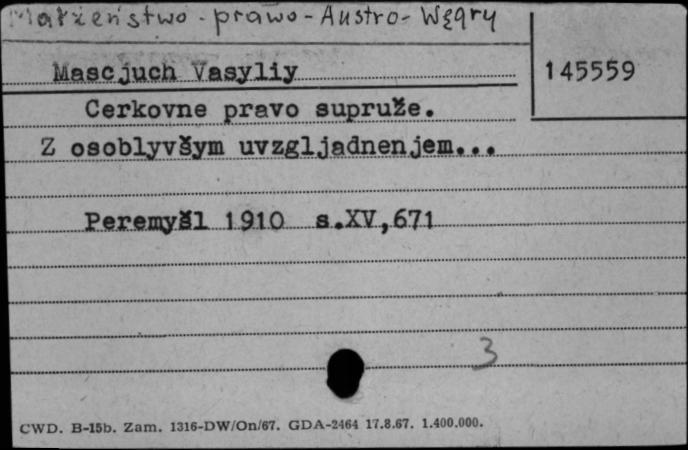 Małżeństwo - prawo - Austro-Węgry
Mascjuch Vasyliy
145559
Cerkovne pravo supruže.
Z osoblyvšym uvzgljadnenjem...
Peremyšl 1910 s.XV,671
3
CWD. B-15b. Zam. 1316-DW/On/67. GDA-2464 17.8.67. 1.400.000.